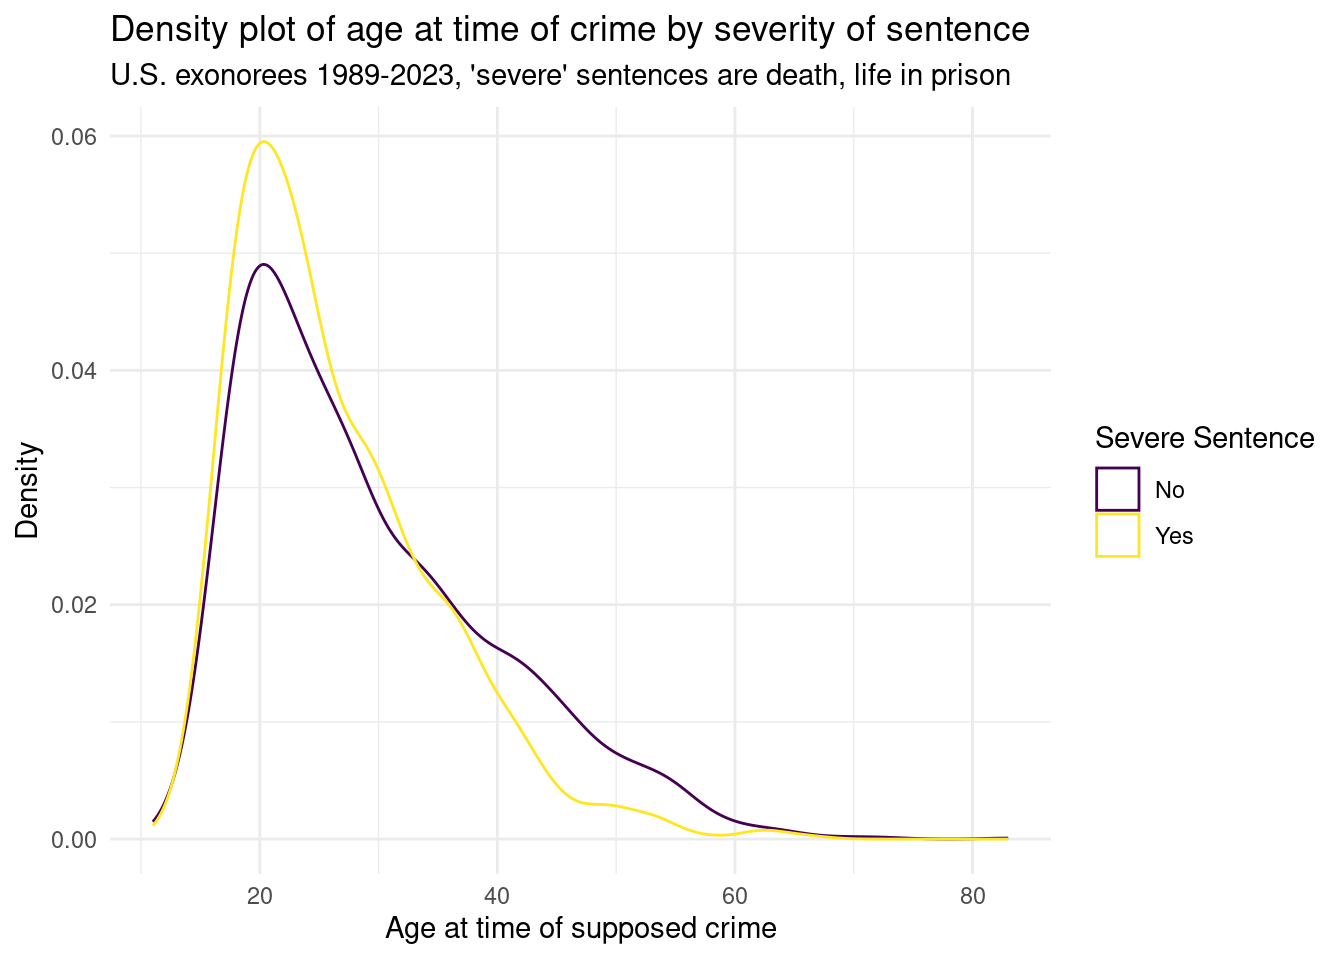 Density plot of age at time of crime by severity of sentence
U.S. exonorees 1989-2023, 'severe' sentences are death, life in prison
0.06
0.04
0.02
0.00
Density
20
40
60
80
Age at time of supposed crime
Severe Sentence
No
Yes